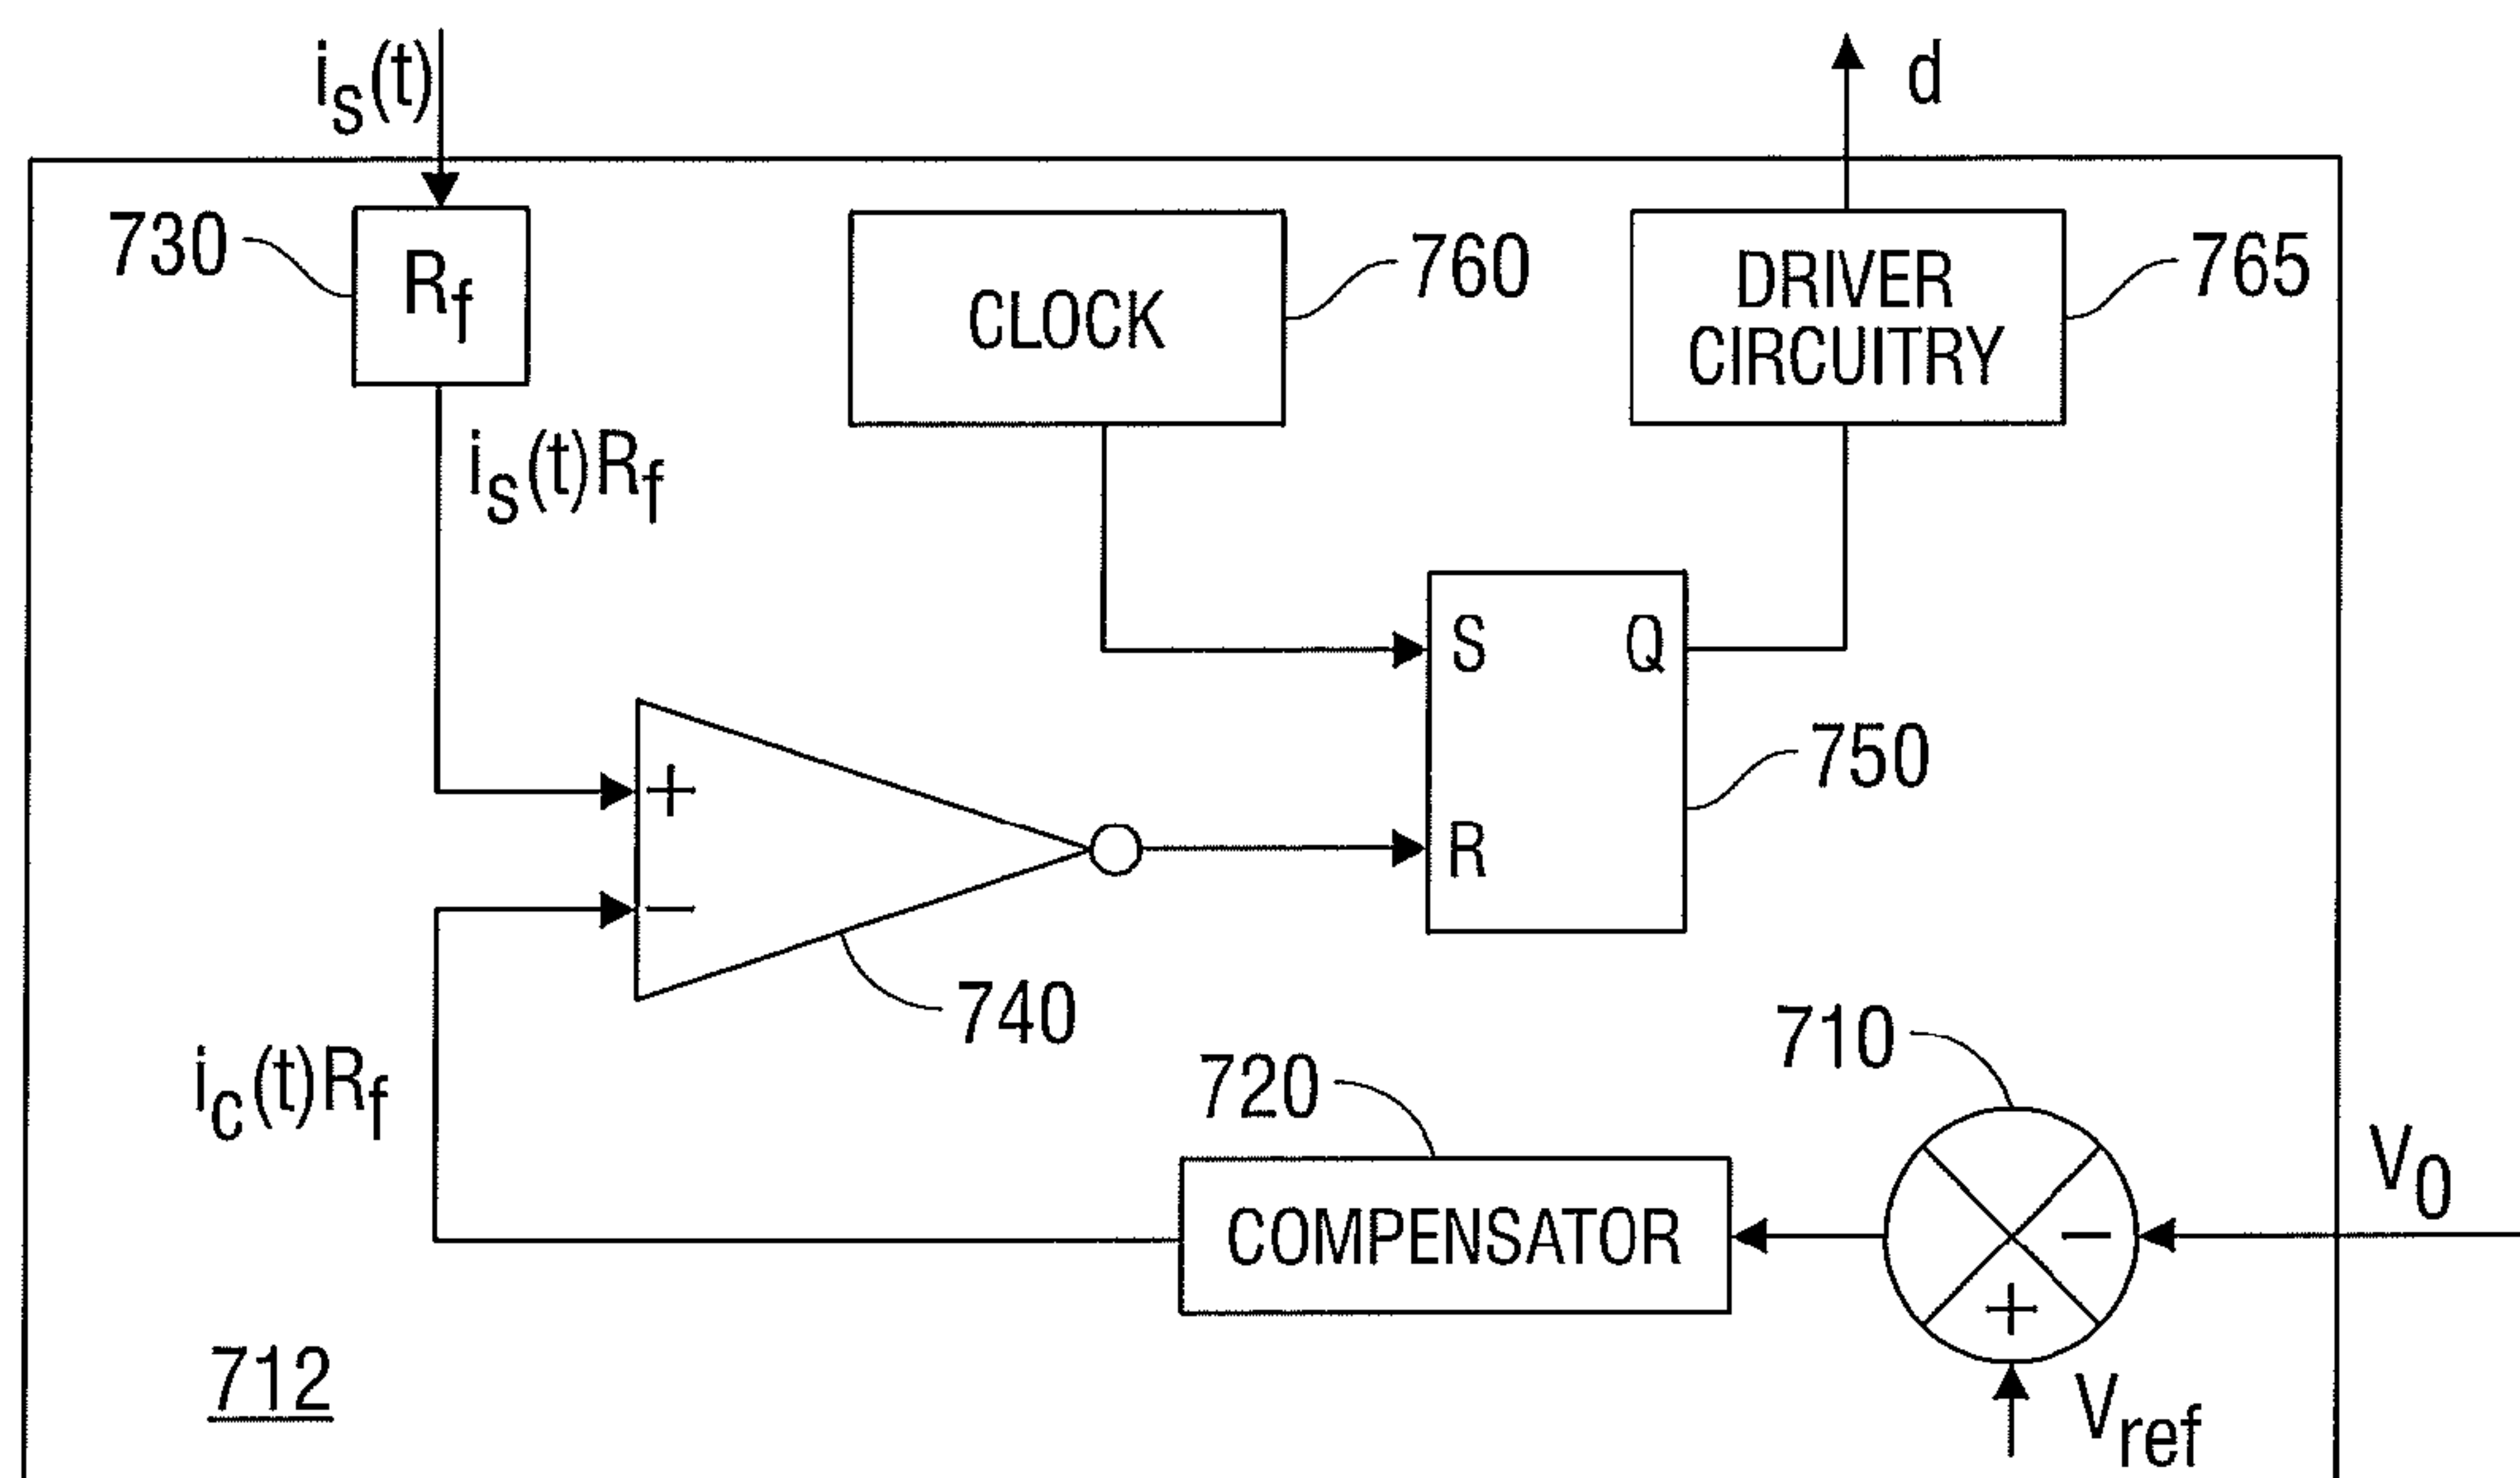 i_s(t)
d
730
R_f
CLOCK
760
DRIVER
CIRCUITRY
765
i_s(t)R_f
S
Q
R
750
+
−
740
i_c(t)R_f
720
COMPENSATOR
710
−
+
V_0
V_ref
712